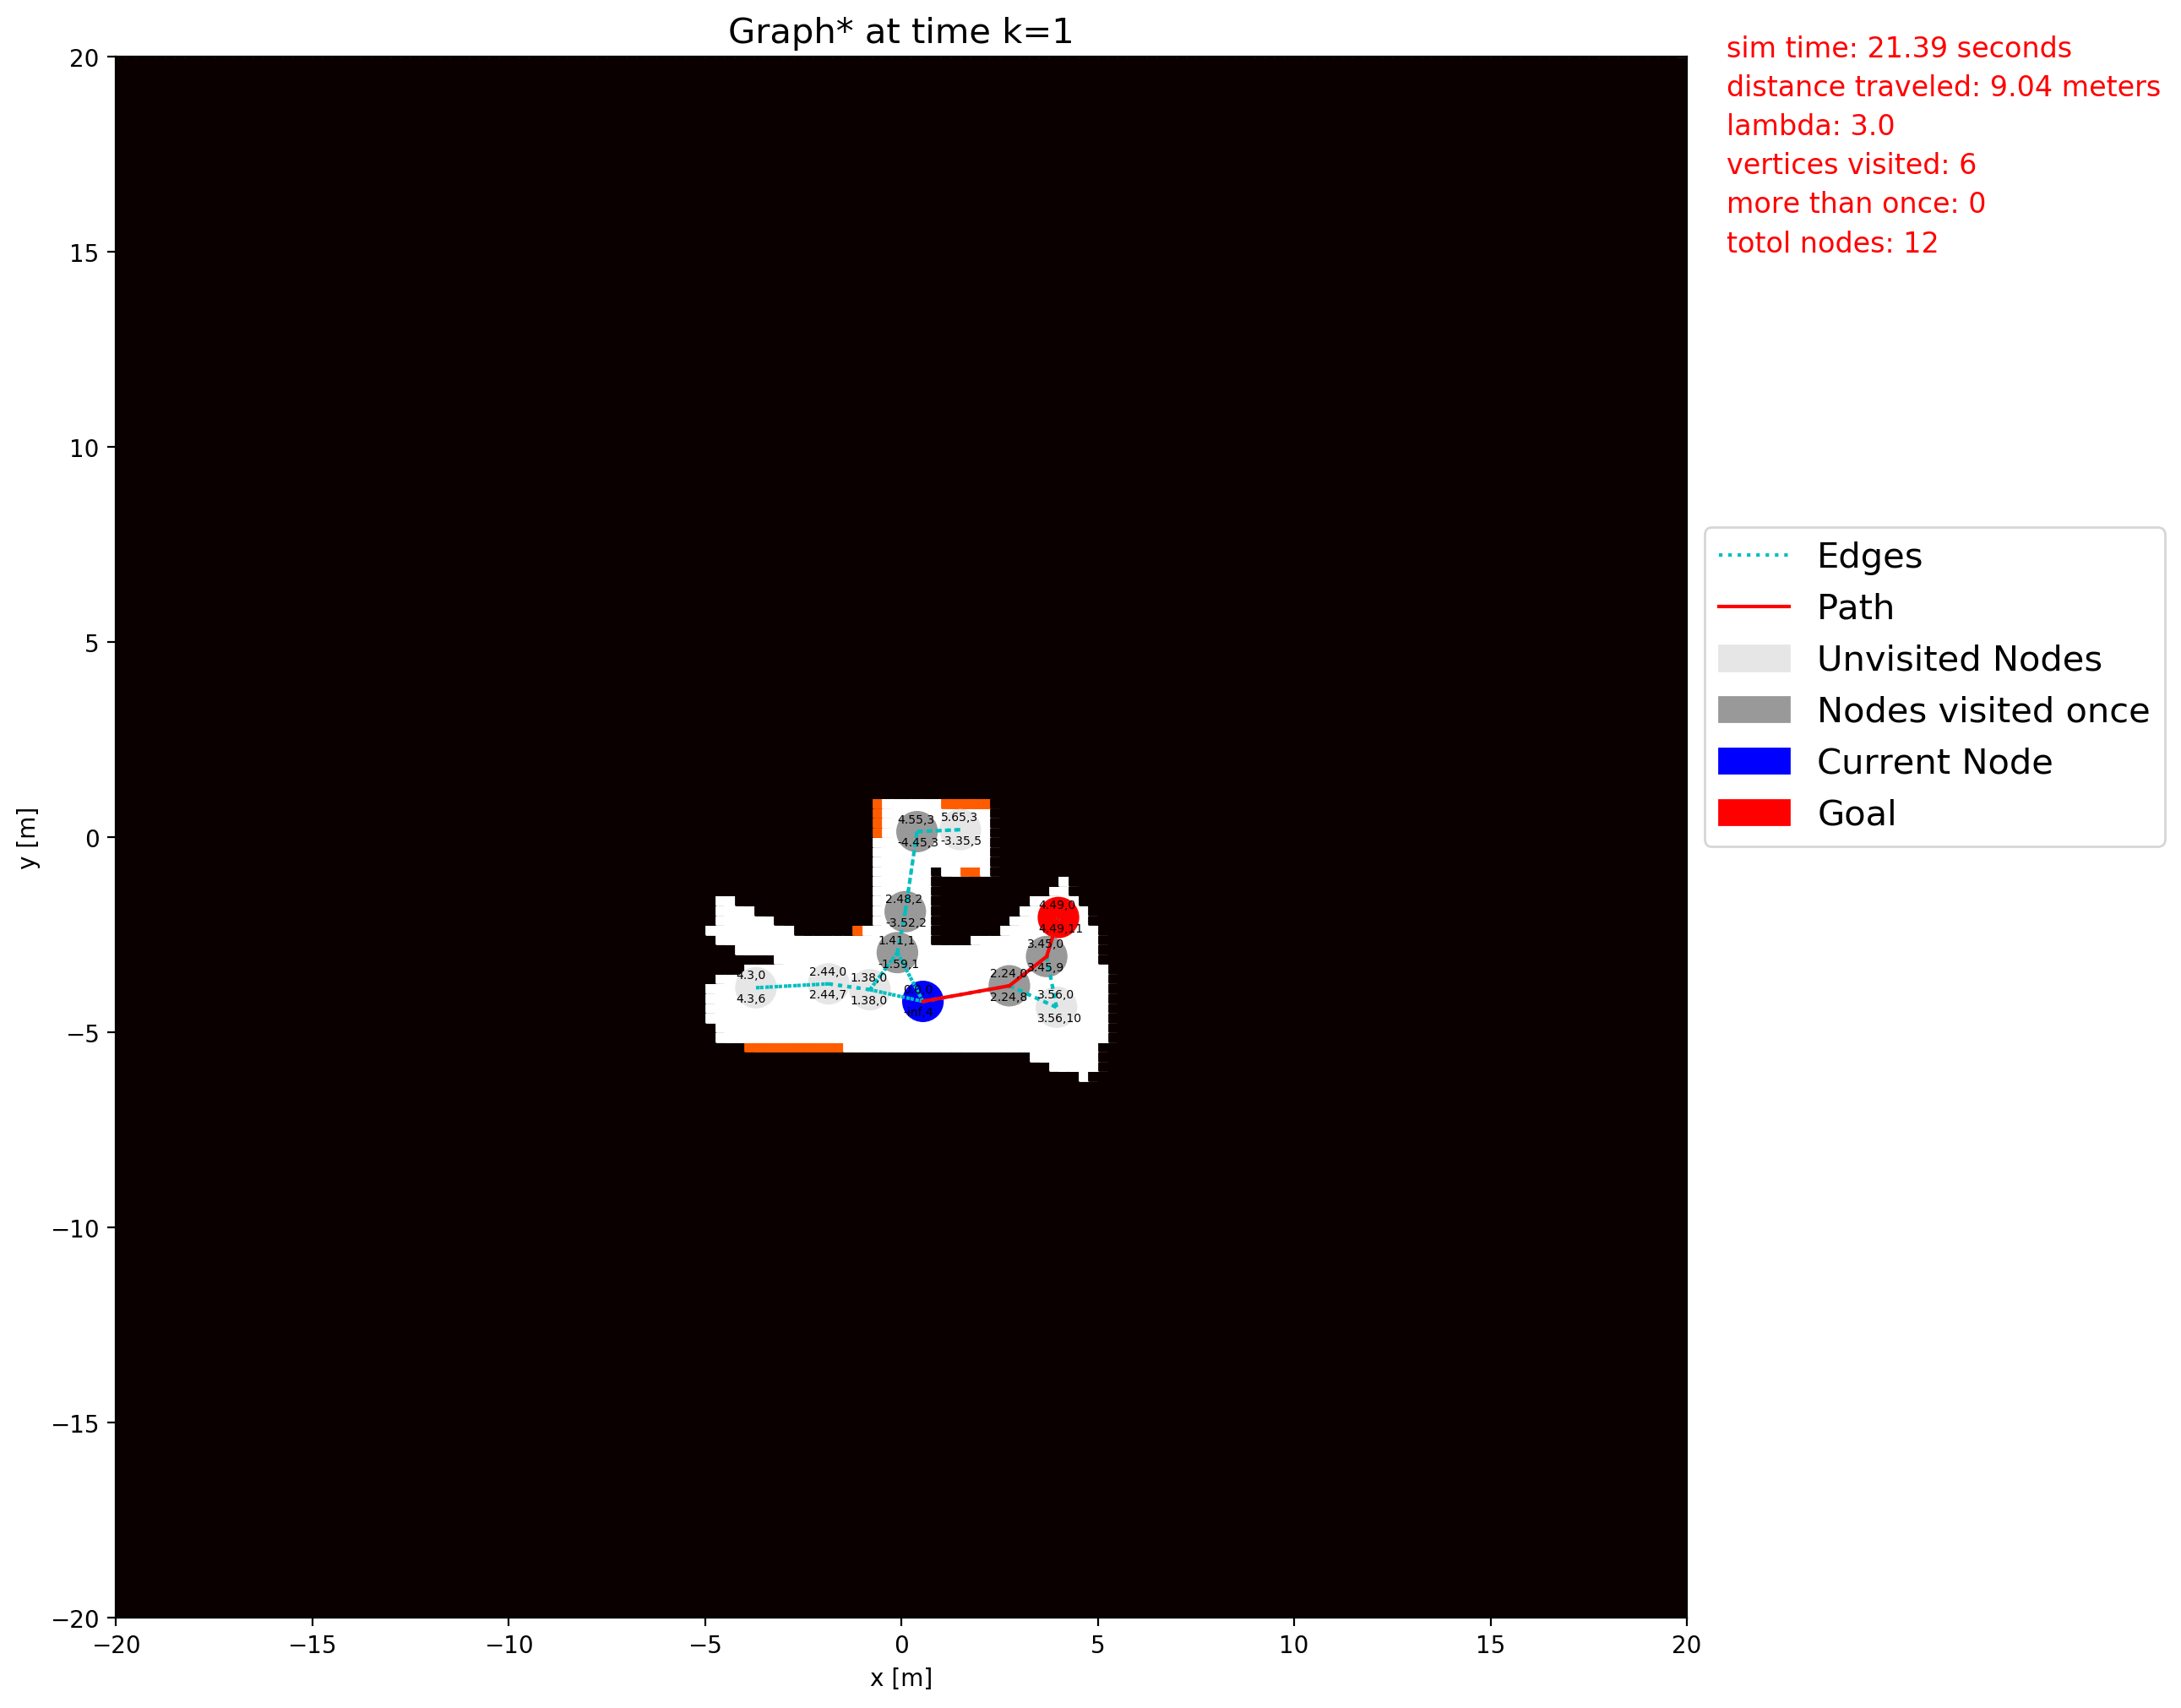 Graph* at time k=1
sim time: 21.39 seconds
distance traveled: 9.04 meters
lambda: 3.0
vertices visited: 6
more than once: 0
totol nodes: 12
20
15
10
5
0
−5
−10
−15
−20
y [m]
−20
−15
−10
−5
0
5
10
15
20
x [m]
4.55,3
-4.45,3
5.65,3
-3.35,5
2.48,2
-3.52,2
1.41,1
-1.59,1
4.49,0
4.49,11
3.45,0
3.45,9
4.3,0
4.3,6
2.44,0
2.44,7
1.38,0
1.38,0
2.24,0
2.24,8
3.56,0
3.56,10
Edges
Path
Unvisited Nodes
Nodes visited once
Current Node
Goal